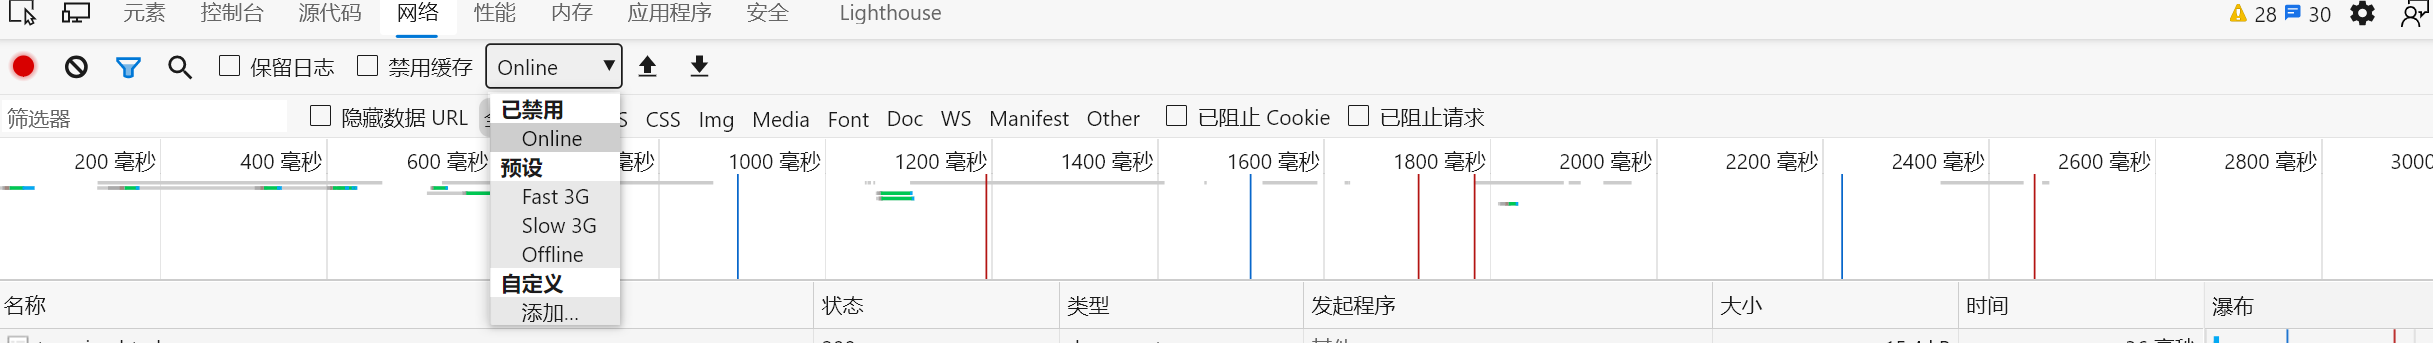 元素 控制台 源代码 网络 性能 内存 应用程序 安全 Lighthouse 28 30
保留日志 禁用缓存 Online
筛选器 隐藏数据 URL S CSS Img Media Font Doc WS Manifest Other 已阻止 Cookie 已阻止请求
已禁用
Online
预设
Fast 3G
Slow 3G
Offline
自定义
添加...
200 毫秒 400 毫秒 600 毫秒 毫秒 1000 毫秒 1200 毫秒 1400 毫秒 1600 毫秒 1800 毫秒 2000 毫秒 2200 毫秒 2400 毫秒 2600 毫秒 2800 毫秒 3000
名称 状态 类型 发起程序 大小 时间 瀑布